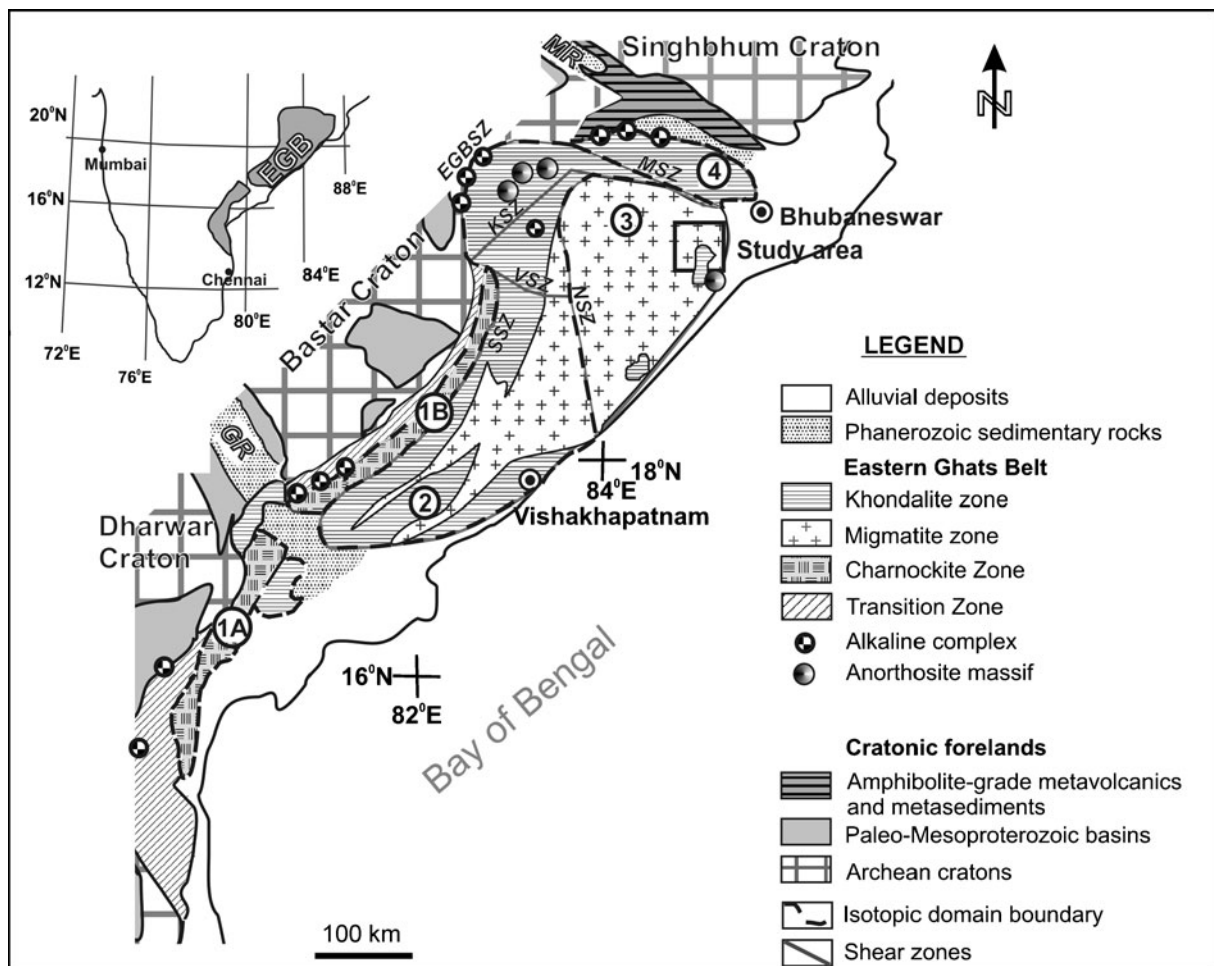 Singhbhum Craton
MR
N
20°N
Mumbai
EGB
88°E
16°N
12°N
Chennai
84°E
80°E
72°E
76°E
EGBSZ
MSZ
4
KSZ
3
Bhubaneswar
Study area
Bastar Craton
VSZ
NSZ
SSZ
1B
GR
18°N
84°E
2
Vishakhapatnam
Dharwar
Craton
1A
16°N
82°E
Bay of Bengal
100 km
LEGEND
Alluvial deposits
Phanerozoic sedimentary rocks
Eastern Ghats Belt
Khondalite zone
Migmatite zone
Charnockite Zone
Transition Zone
Alkaline complex
Anorthosite massif
Cratonic forelands
Amphibolite-grade metavolcanics
and metasediments
Paleo-Mesoproterozoic basins
Archean cratons
Isotopic domain boundary
Shear zones